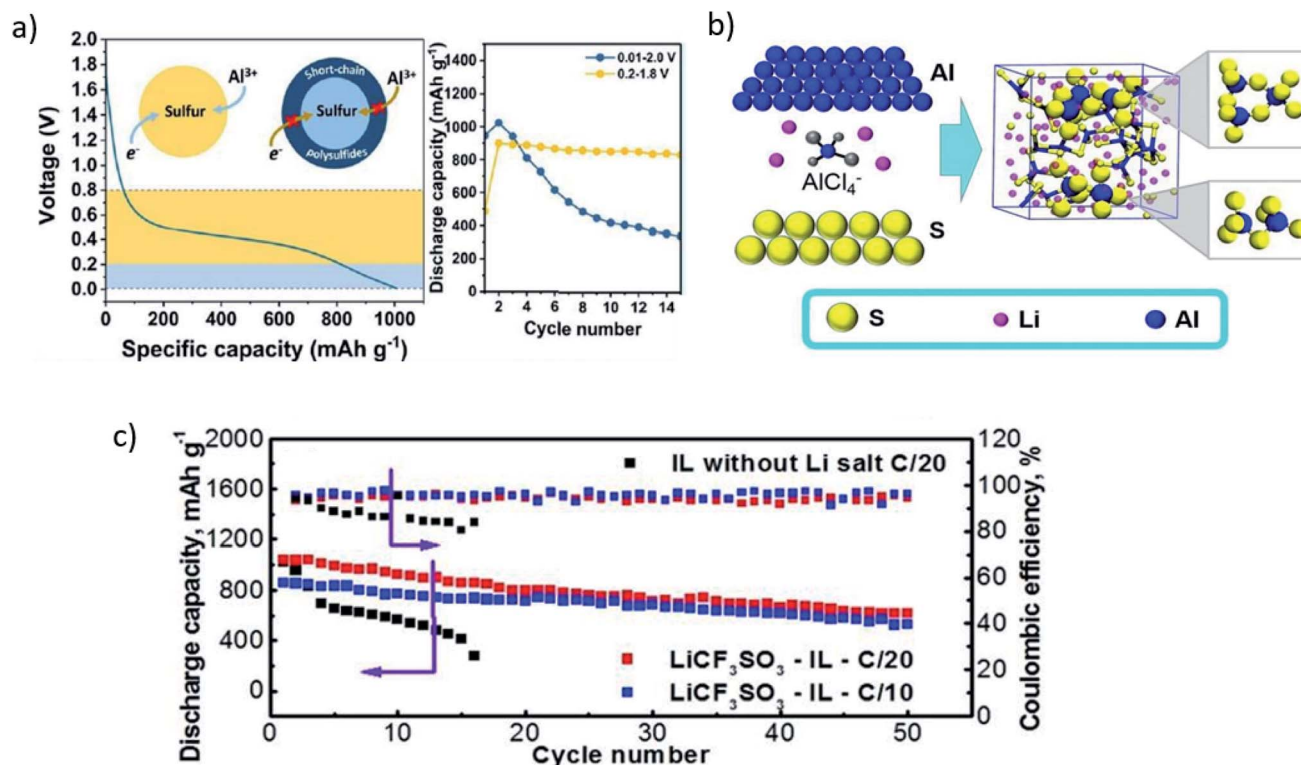 a)
Voltage (V)
2.0
1.8
1.6
1.4
1.2
1.0
0.8
0.6
0.4
0.2
0.0
Sulfur
Al³⁺
e⁻
Short-chain
Sulfur
polysulfides
Al³⁺
e⁻
0 200 400 600 800 1000
Specific capacity (mAh g⁻¹)
Discharge capacity (mAh g⁻¹)
1400
1200
1000
800
600
400
200
0
0.01-2.0 V
0.2-1.8 V
2 4 6 8 10 12 14
Cycle number
b)
Al
AlCl₄⁻
S
S Li Al
c)
Discharge capacity, mAh g⁻¹
2000
1600
1200
800
400
0
IL without Li salt C/20
LiCF₃SO₃ - IL - C/20
LiCF₃SO₃ - IL - C/10
120
100
80
60
40
20
0
Coulombic efficiency, %
0 10 20 30 40 50
Cycle number